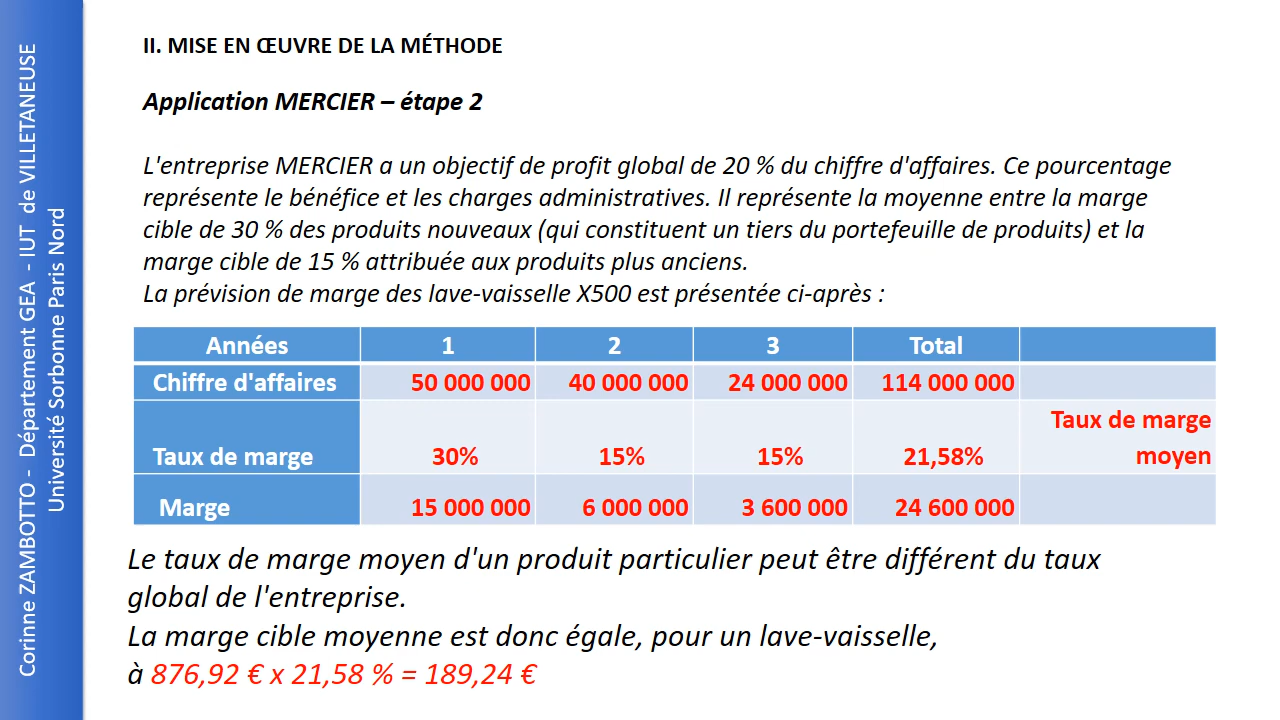 Corinne ZAMBOTTO - Département GEA - IUT de VILLETANEUSE
Université Sorbonne Paris Nord
II. MISE EN ŒUVRE DE LA MÉTHODE
Application MERCIER – étape 2
L'entreprise MERCIER a un objectif de profit global de 20 % du chiffre d'affaires. Ce pourcentage
représente le bénéfice et les charges administratives. Il représente la moyenne entre la marge
cible de 30 % des produits nouveaux (qui constituent un tiers du portefeuille de produits) et la
marge cible de 15 % attribuée aux produits plus anciens.
La prévision de marge des lave-vaisselle X500 est présentée ci-après :
Années 1 2 3 Total
Chiffre d'affaires 50 000 000 40 000 000 24 000 000 114 000 000
Taux de marge 30% 15% 15% 21,58% Taux de marge
moyen
Marge 15 000 000 6 000 000 3 600 000 24 600 000
Le taux de marge moyen d'un produit particulier peut être différent du taux
global de l'entreprise.
La marge cible moyenne est donc égale, pour un lave-vaisselle,
à 876,92 € x 21,58 % = 189,24 €